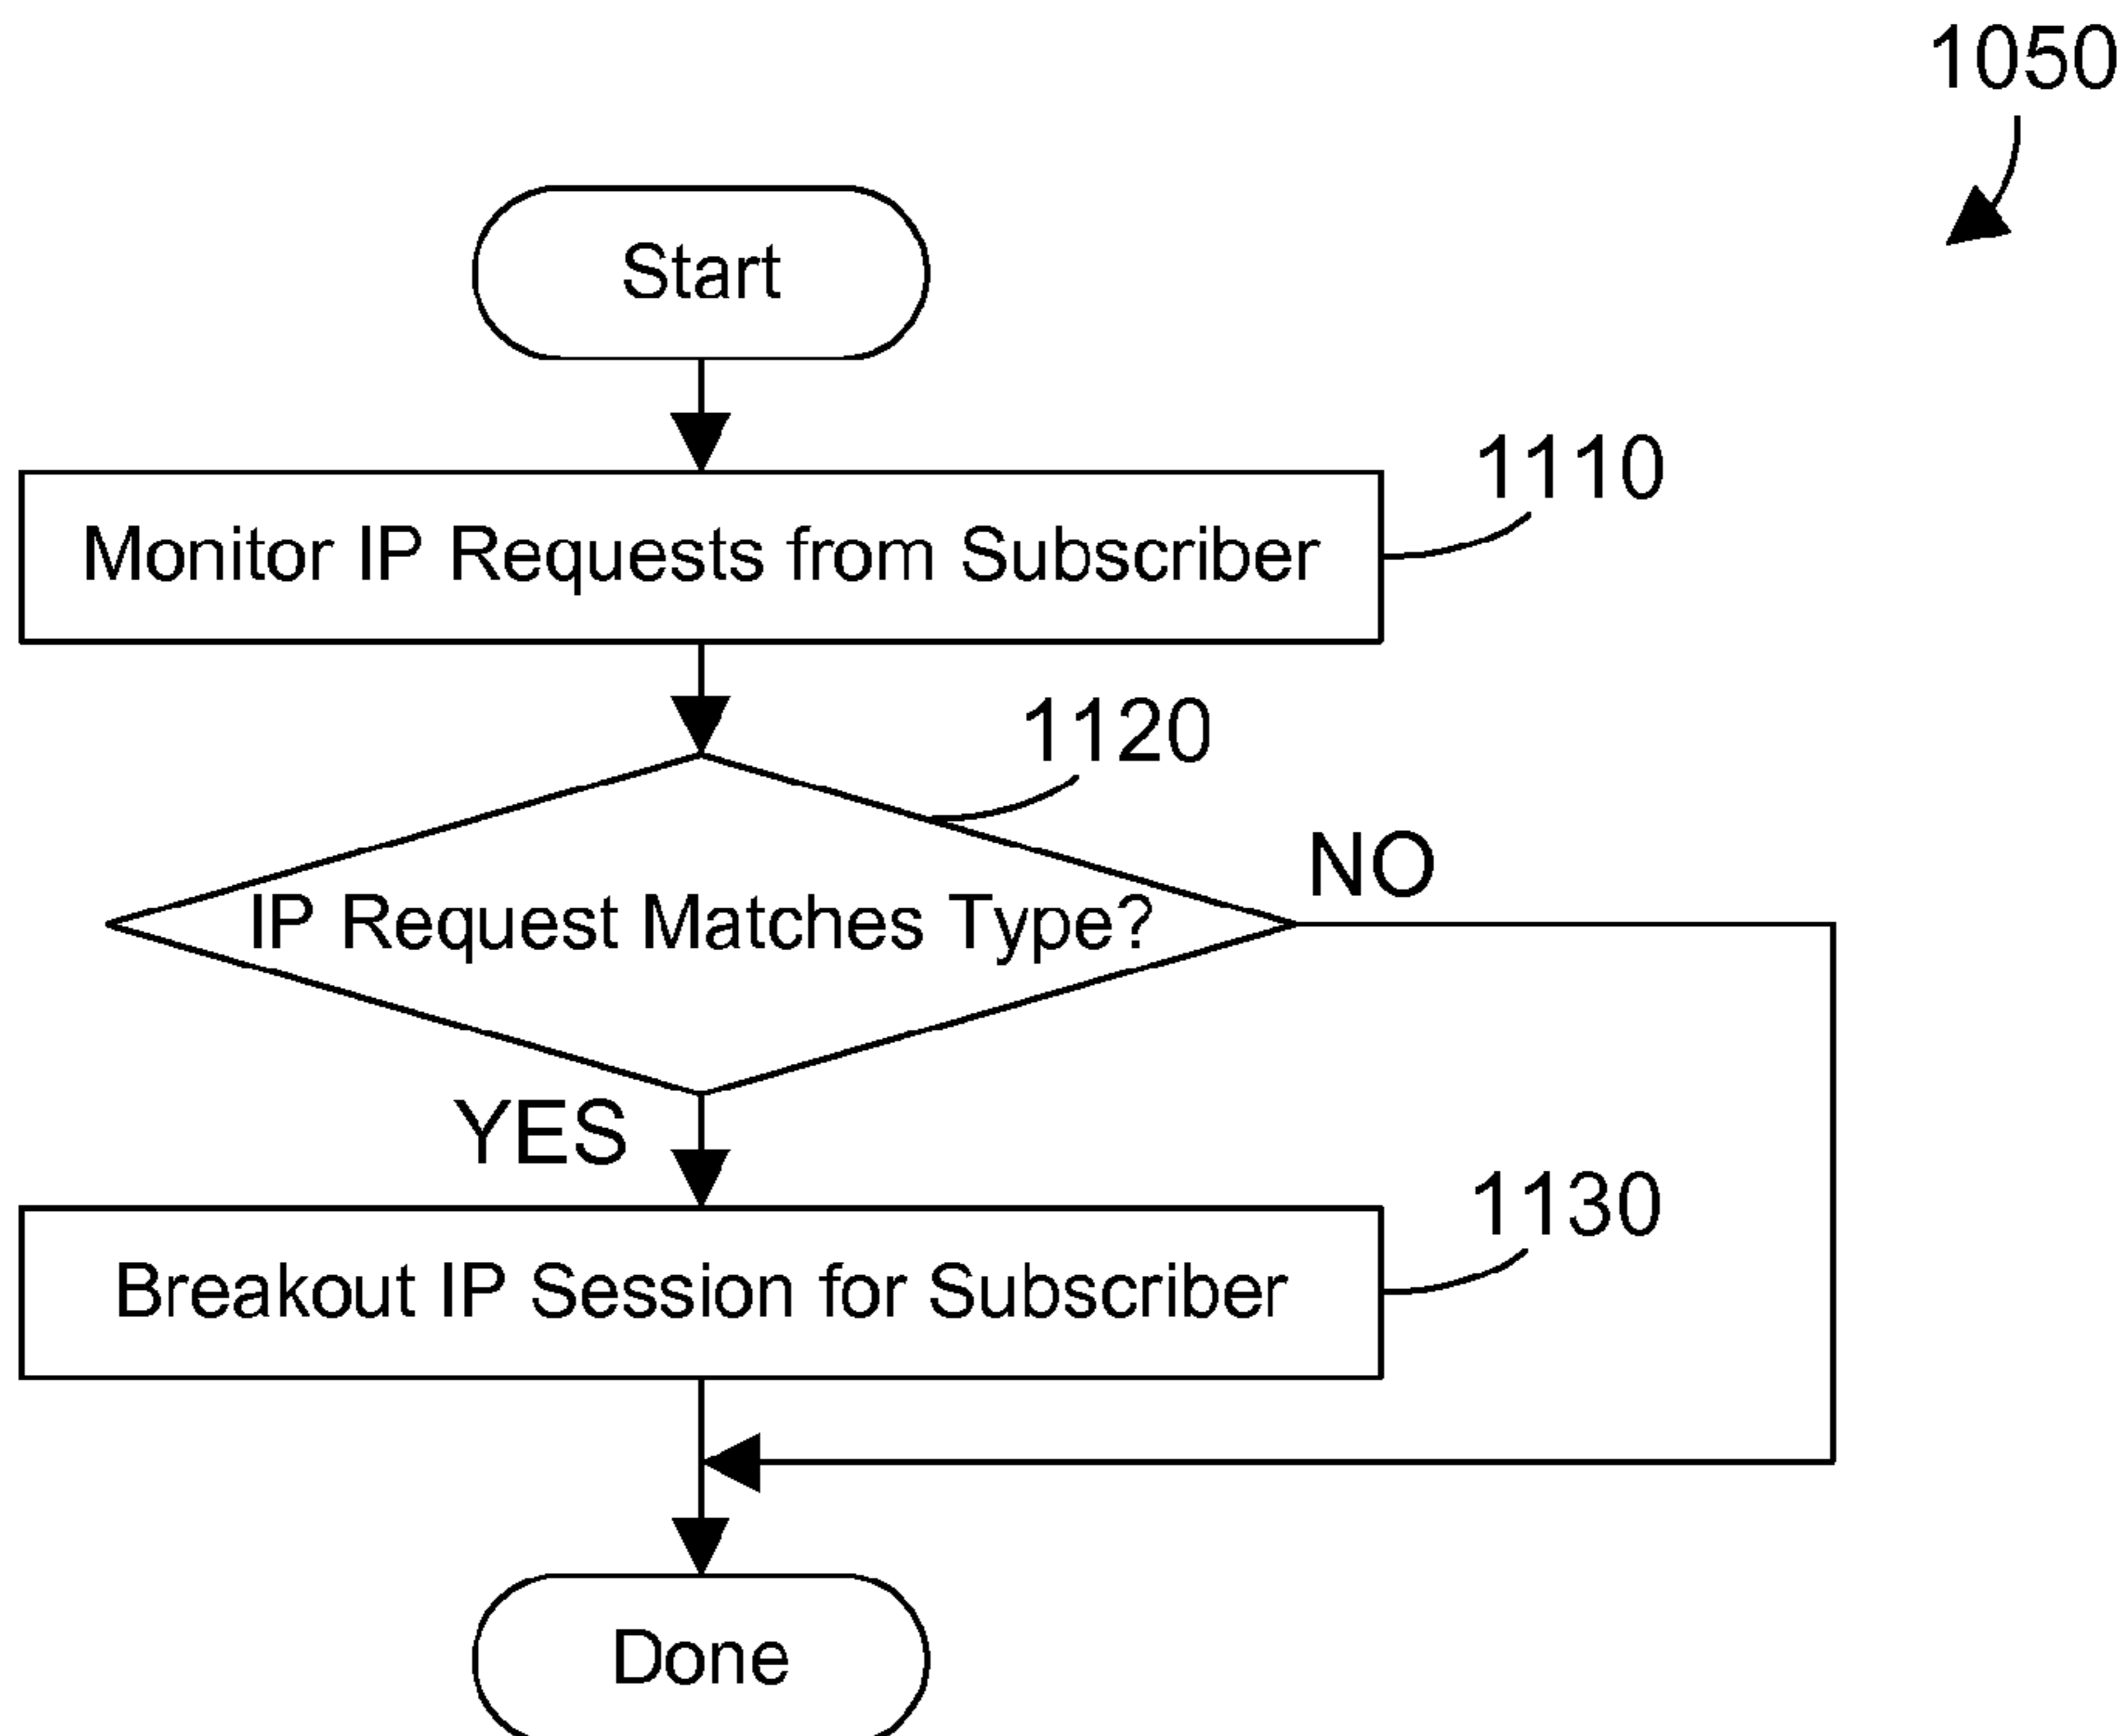 1050
Start
Monitor IP Requests from Subscriber
1110
1120
IP Request Matches Type?
NO
YES
1130
Breakout IP Session for Subscriber
Done